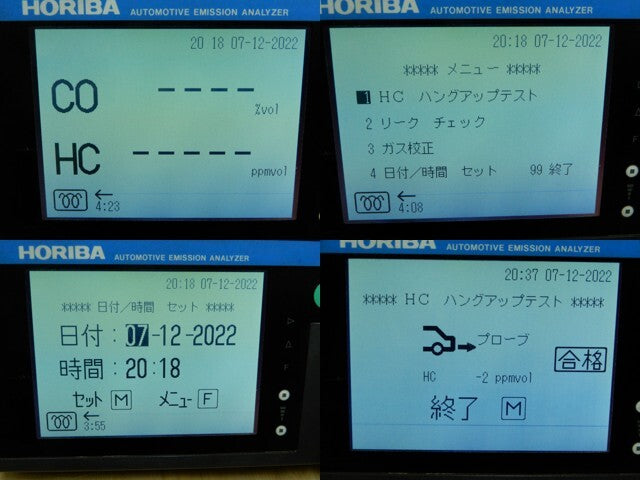 HORIBA AUTOMOTIVE EMISSION ANALYZER
20 18 07-12-2022
CO ---- %vol
HC ----- ppmvol
4:23
HORIBA AUTOMOTIVE EMISSION ANALYZER
20:18 07-12-2022
***** メニュー *****
1 HC ハングアップテスト
2 リーク チェック
3 ガス校正
4 日付/時間 セット 99 終了
4:08
HORIBA AUTOMOTIVE EMISSION ANALYZER
20:18 07-12-2022
***** 日付/時間 セット *****
日付:07-12-2022
時間:20:18
セット M メニュー F
3:55
HORIBA AUTOMOTIVE EMISSION ANALYZER
20:37 07-12-2022
***** HC ハングアップテスト *****
プローブ
合格
HC -2 ppmvol
終了 M